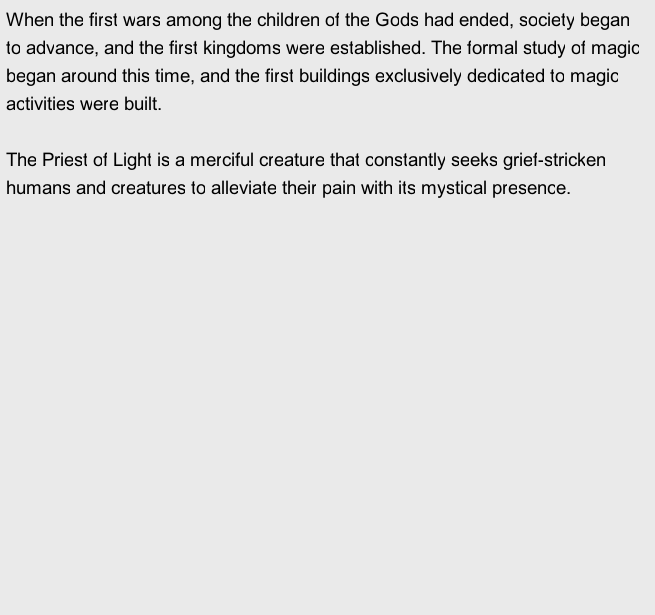 When the first wars among the children of the Gods had ended, society began
to advance, and the first kingdoms were established. The formal study of magic
began around this time, and the first buildings exclusively dedicated to magic
activities were built.
The Priest of Light is a merciful creature that constantly seeks grief-stricken
humans and creatures to alleviate their pain with its mystical presence.